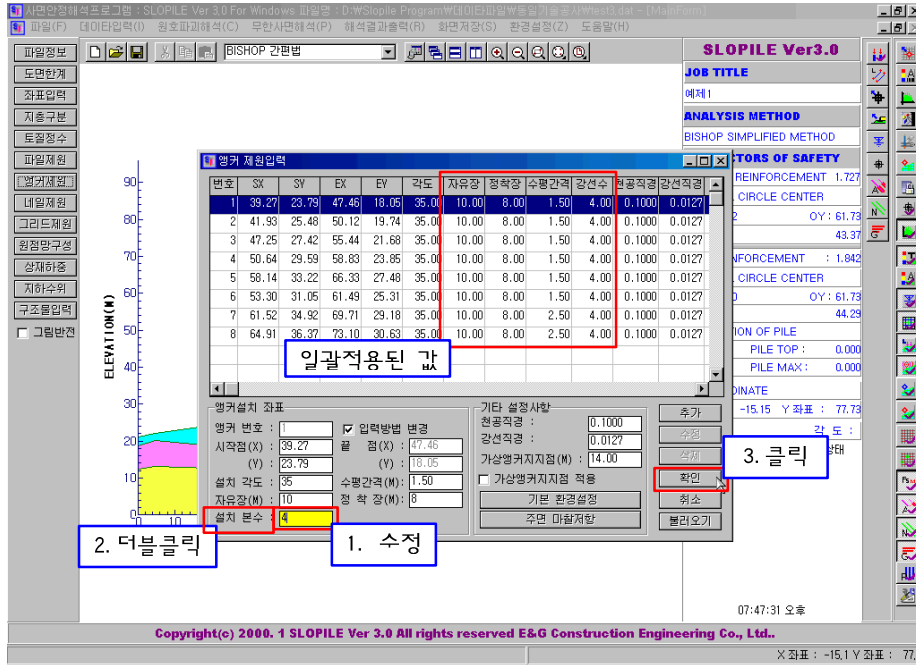 사면안정해석프로그램 : SLOPILE Ver 3.0 For Windows 파일명 : D:\Slopile Program\데이타파일\동일기술공사\test3.dat - [MainForm]
파일(F) 데이타입력(I) 원호파괴해석(C) 무한사면해석(P) 해석결과출력(R) 화면저장(S) 환경설정(Z) 도움말(H)
BISHOP 간편법
파일정보
도면한계
좌표입력
지층구분
토질정수
파일제원
앵커제원
네일제원
그리드제원
원점망구성
상재하중
지하수위
구조물입력
그림반전
ELEVATION(M)
90
80
70
60
50
40
30
20
10
0
10
앵커 제원입력
번호 SX SY EX EY 각도 자유장 정착장 수평간격 강선수 천공직경 강선직경
1 39.27 23.79 47.46 18.05 35.00 10.00 8.00 1.50 4.00 0.1000 0.0127
2 41.93 25.48 50.12 19.74 35.00 10.00 8.00 1.50 4.00 0.1000 0.0127
3 47.25 27.42 55.44 21.68 35.00 10.00 8.00 1.50 4.00 0.1000 0.0127
4 50.64 29.59 58.83 23.85 35.00 10.00 8.00 1.50 4.00 0.1000 0.0127
5 58.14 33.22 66.33 27.48 35.00 10.00 8.00 1.50 4.00 0.1000 0.0127
6 53.30 31.05 61.49 25.31 35.00 10.00 8.00 1.50 4.00 0.1000 0.0127
7 61.52 34.92 69.71 29.18 35.00 10.00 8.00 2.50 4.00 0.1000 0.0127
8 64.91 36.37 73.10 30.63 35.00 10.00 8.00 2.50 4.00 0.1000 0.0127
일괄적용된 값
앵커설치 좌표
앵커 번호 : 1 입력방법 변경
시작점(X) : 39.27 끝 점(X) : 47.46
(Y) : 23.79 (Y) : 18.05
설치 각도 : 35 수평간격(M): 1.50
자유장(M) : 10 정 착 장(M): 8
설치 본수 : 4
기타 설정사항
천공직경 : 0.1000
강선직경 : 0.0127
가상앵커지지점(M) : 14.00
가상앵커지지점 적용
기본 환경설정
주면 마찰저항
추가
수정
삭제
확인
취소
불러오기
2. 더블클릭
1. 수정
3. 클릭
SLOPILE Ver3.0
JOB TITLE
예제1
ANALYSIS METHOD
BISHOP SIMPLIFIED METHOD
TORS OF SAFETY
REINFORCEMENT 1.727
CIRCLE CENTER
OY : 61.73
43.37
NFORCEMENT : 1.842
CIRCLE CENTER
OY : 61.73
44.29
TION OF PILE
PILE TOP : 0.000
PILE MAX : 0.000
DINATE
-15.15 Y 좌표 : 77.73
각 도 :
상태
07:47:31 오후
Copyright(c) 2000. 1 SLOPILE Ver 3.0 All rights reserved E&G Construction Engineering Co., Ltd..
X 좌표 : -15,1 Y 좌표 : 77,